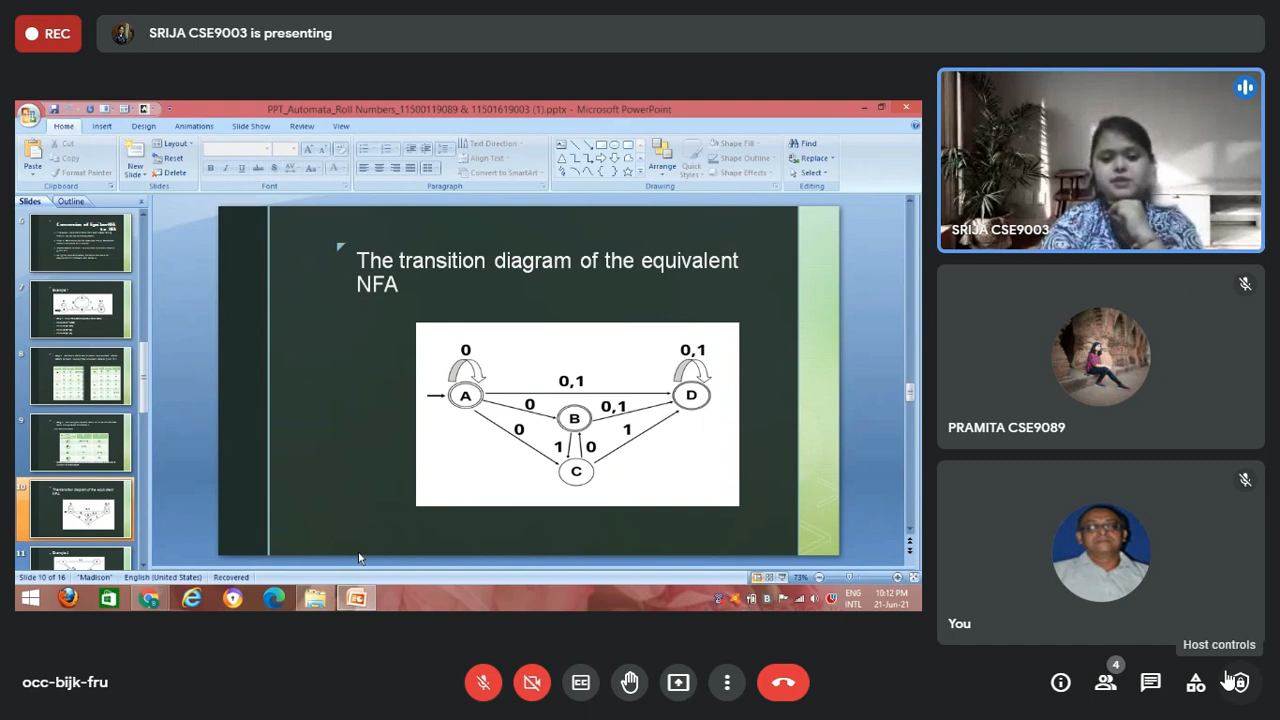 REC
SRIJA CSE9003 is presenting
PPT_Automata_Roll Numbers_11500119089 & 11501619003 (1).pptx - Microsoft PowerPoint
Home Insert Design Animations Slide Show Review View
Paste
Cut
Copy
Format Painter
Clipboard
New
Slide
Layout
Reset
Delete
Slides
Font
Paragraph
Text Direction
Align Text
Convert to SmartArt
Arrange
Quick
Styles
Shape Fill
Shape Outline
Shape Effects
Drawing
Find
Replace
Select
Editing
Slides Outline
7
8
9
10
11
The transition diagram of the equivalent
NFA
0
0,1
0,1
A
D
0
B
0,1
0
1
0
1
C
Slide 10 of 16 "Madison" English (United States) Recovered
73%
ENG
INTL
10:12 PM
21-Jun-21
SRIJA CSE9003
PRAMITA CSE9089
You
Host controls
occ-bijk-fru
4